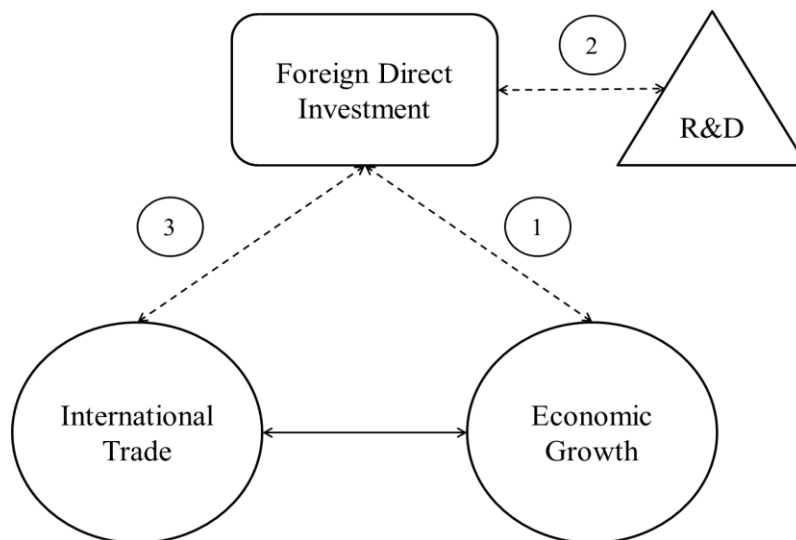 2
Foreign Direct
Investment
R&D
3
1
International
Trade
Economic
Growth